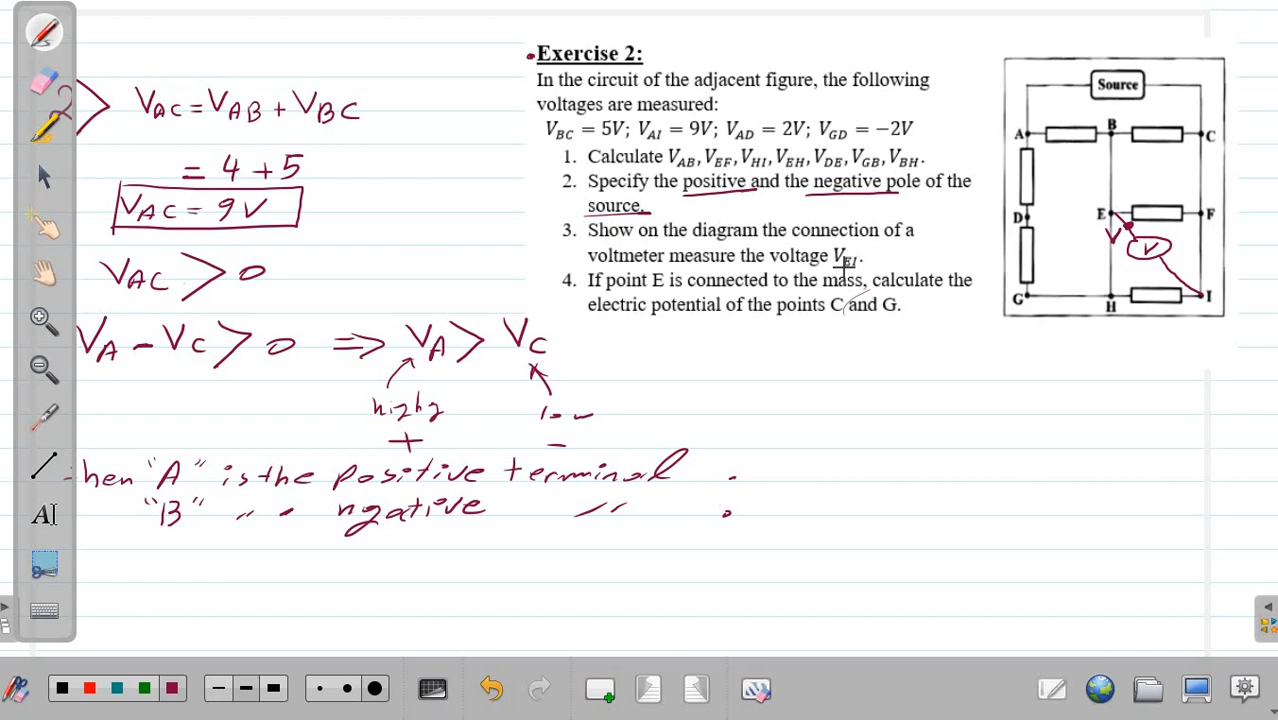 2
V_AC = V_AB + V_BC
= 4 + 5
V_AC = 9 V
V_AC > 0
V_A - V_C > 0 ⇒ V_A > V_C
low
+ -
hen "A" is the positive terminal .
"B" " " ngative " .
Exercise 2:
In the circuit of the adjacent figure, the following
voltages are measured:
V_BC = 5V; V_AI = 9V; V_AD = 2V; V_GD = −2V
1. Calculate V_AB, V_EF, V_HI, V_EH, V_DE, V_GB, V_BH.
2. Specify the positive and the negative pole of the
source.
3. Show on the diagram the connection of a
voltmeter measure the voltage V_EI.
4. If point E is connected to the mass, calculate the
electric potential of the points C and G.
Source
A B C
D E F
V V
G H I
A